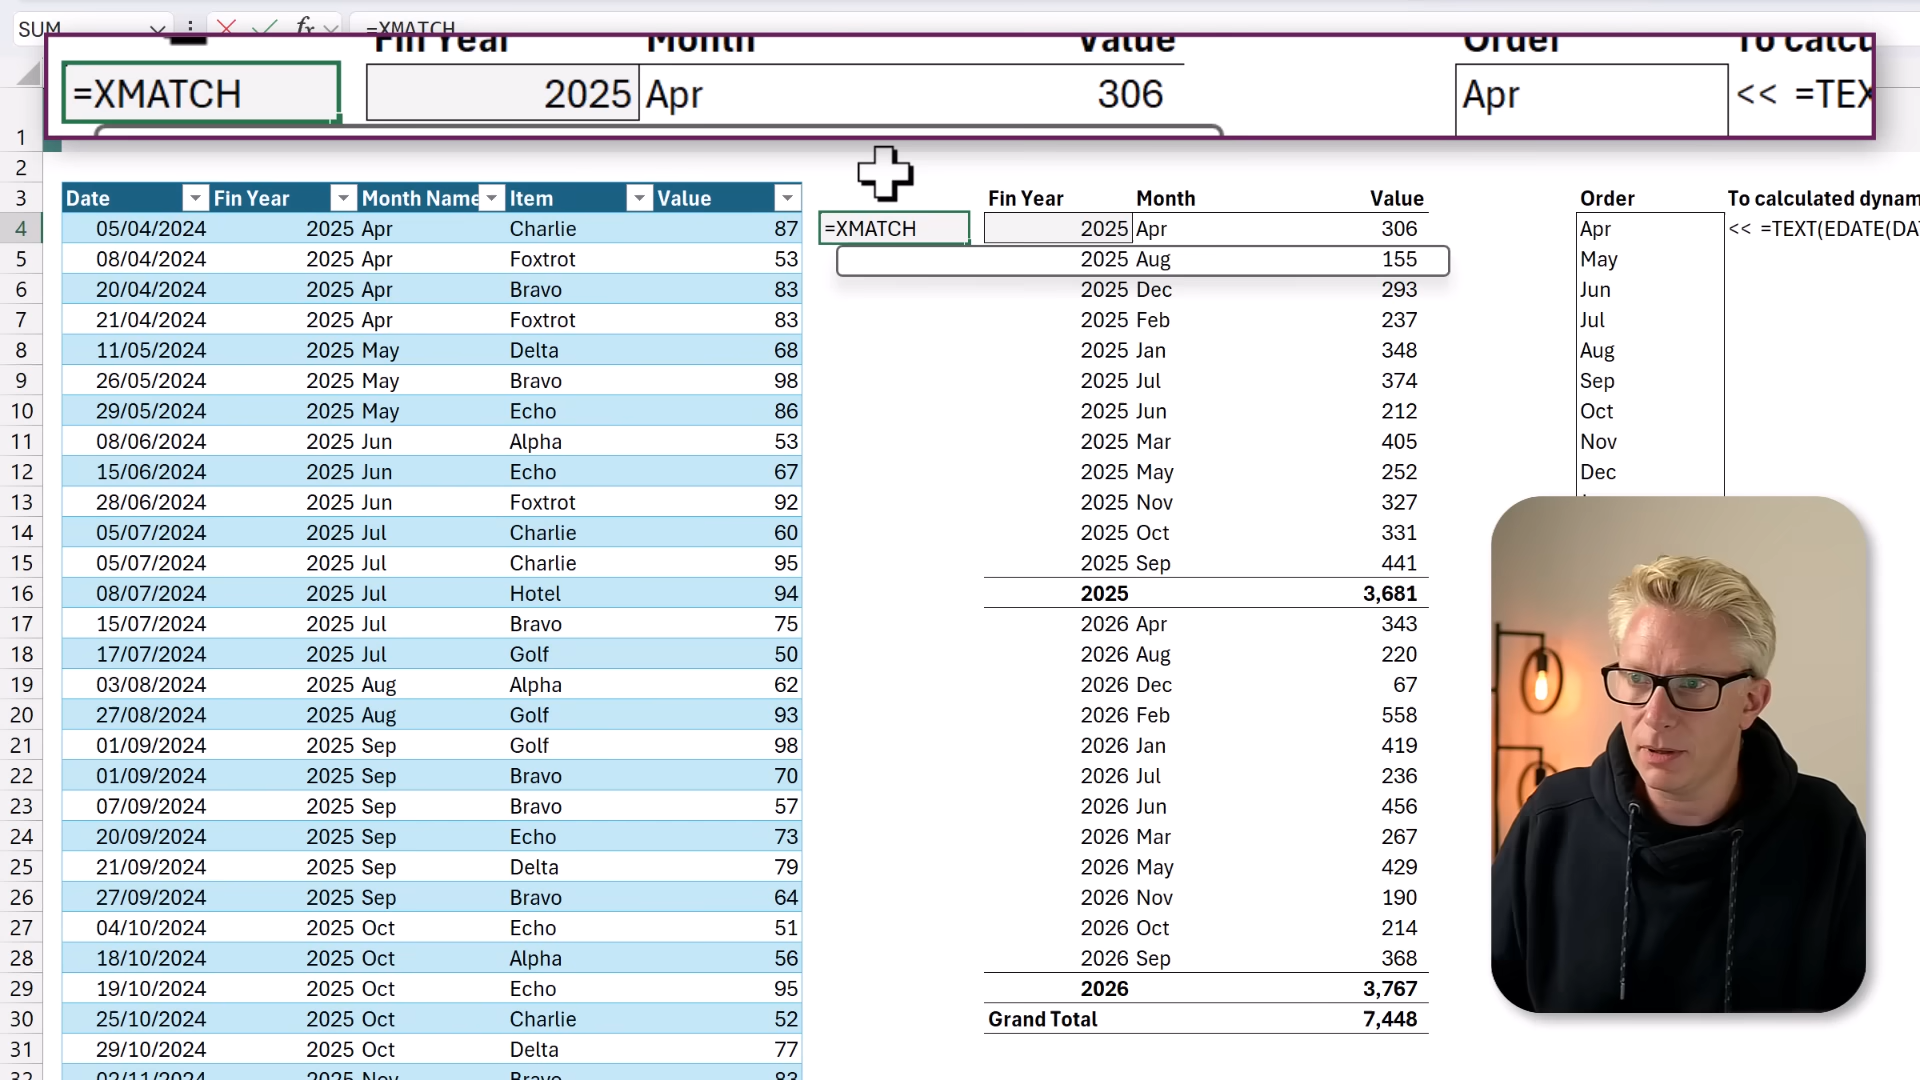 SUM =XMATCH
Fin Year Month Value Order To calcu
=XMATCH 2025 Apr 306 Apr << =TEX
1
2
3 Date Fin Year Month Name Item Value Fin Year Month Value Order To calculated dynam
4 05/04/2024 2025 Apr Charlie 87 =XMATCH 2025 Apr 306 Apr << =TEXT(EDATE(DA
5 08/04/2024 2025 Apr Foxtrot 53 2025 Aug 155 May
6 20/04/2024 2025 Apr Bravo 83 2025 Dec 293 Jun
7 21/04/2024 2025 Apr Foxtrot 83 2025 Feb 237 Jul
8 11/05/2024 2025 May Delta 68 2025 Jan 348 Aug
9 26/05/2024 2025 May Bravo 98 2025 Jul 374 Sep
10 29/05/2024 2025 May Echo 86 2025 Jun 212 Oct
11 08/06/2024 2025 Jun Alpha 53 2025 Mar 405 Nov
12 15/06/2024 2025 Jun Echo 67 2025 May 252 Dec
13 28/06/2024 2025 Jun Foxtrot 92 2025 Nov 327
14 05/07/2024 2025 Jul Charlie 60 2025 Oct 331
15 05/07/2024 2025 Jul Charlie 95 2025 Sep 441
16 08/07/2024 2025 Jul Hotel 94 2025 3,681
17 15/07/2024 2025 Jul Bravo 75 2026 Apr 343
18 17/07/2024 2025 Jul Golf 50 2026 Aug 220
19 03/08/2024 2025 Aug Alpha 62 2026 Dec 67
20 27/08/2024 2025 Aug Golf 93 2026 Feb 558
21 01/09/2024 2025 Sep Golf 98 2026 Jan 419
22 01/09/2024 2025 Sep Bravo 70 2026 Jul 236
23 07/09/2024 2025 Sep Bravo 57 2026 Jun 456
24 20/09/2024 2025 Sep Echo 73 2026 Mar 267
25 21/09/2024 2025 Sep Delta 79 2026 May 429
26 27/09/2024 2025 Sep Bravo 64 2026 Nov 190
27 04/10/2024 2025 Oct Echo 51 2026 Oct 214
28 18/10/2024 2025 Oct Alpha 56 2026 Sep 368
29 19/10/2024 2025 Oct Echo 95 2026 3,767
30 25/10/2024 2025 Oct Charlie 52 Grand Total 7,448
31 29/10/2024 2025 Oct Delta 77
32 02/11/2024 2025 Nov Bravo 83